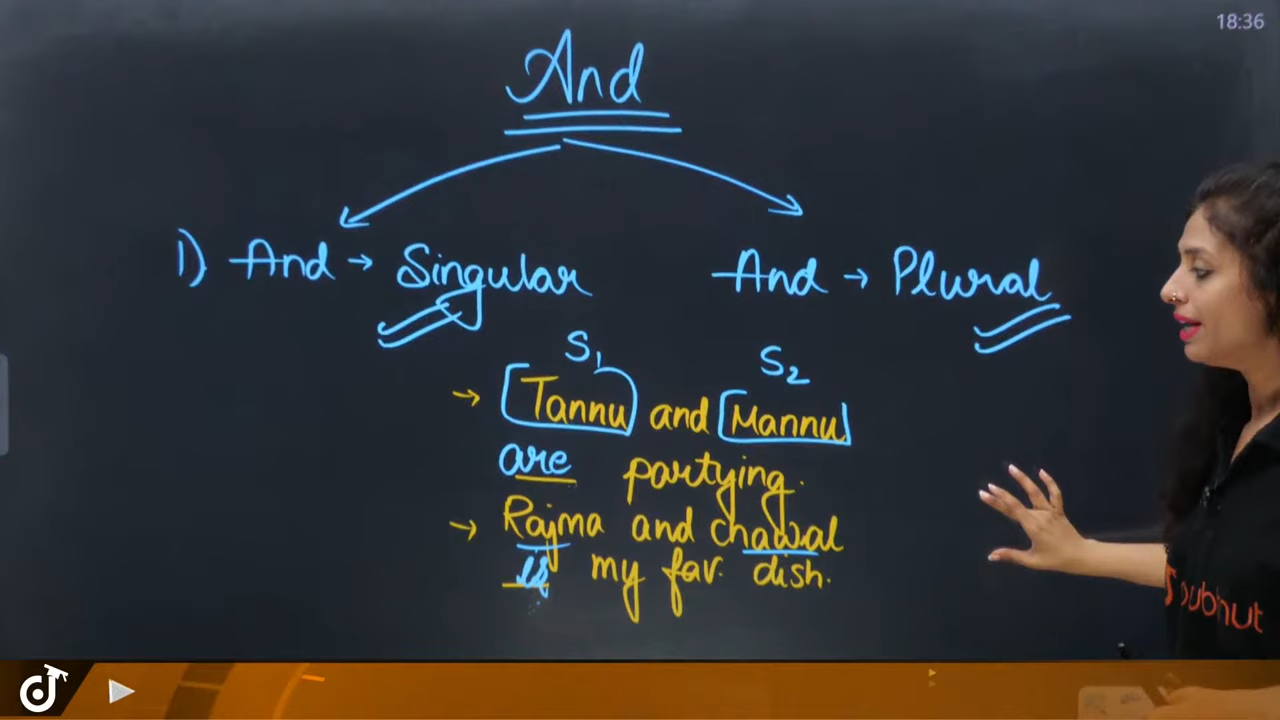 18:36
And
1) And → Singular
And → Plural
S1 S2
→ Tannu and Mannu
are partying.
→ Rajma and chawal
is my fav. dish.